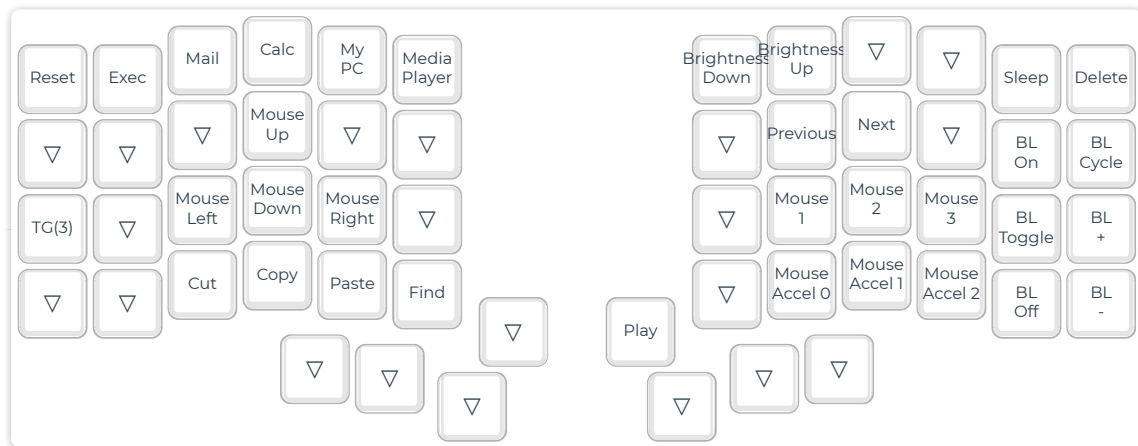 Reset
Exec
Mail
Calc
My
PC
Media
Player
Brightness
Down
Brightness
Up
▽
▽
Sleep
Delete
▽
▽
▽
Mouse
Up
▽
▽
▽
Previous
Next
▽
BL
On
BL
Cycle
TG(3)
▽
Mouse
Left
Mouse
Down
Mouse
Right
▽
▽
Mouse
1
Mouse
2
Mouse
3
BL
Toggle
BL
+
▽
▽
Cut
Copy
Paste
Find
▽
Mouse
Accel 0
Mouse
Accel 1
Mouse
Accel 2
BL
Off
BL
-
▽
Play
▽
▽
▽
▽
▽
▽